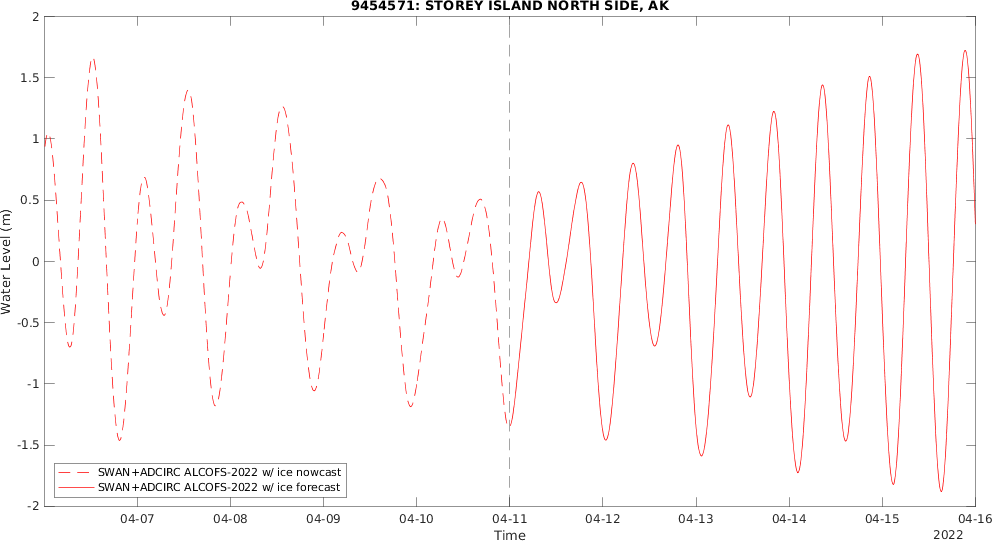 9454571: STOREY ISLAND NORTH SIDE, AK
2
1.5
1
0.5
0
-0.5
-1
-1.5
-2
Water Level (m)
SWAN+ADCIRC ALCOFS-2022 w/ ice nowcast
SWAN+ADCIRC ALCOFS-2022 w/ ice forecast
04-07 04-08 04-09 04-10 04-11 04-12 04-13 04-14 04-15 04-16
Time
2022